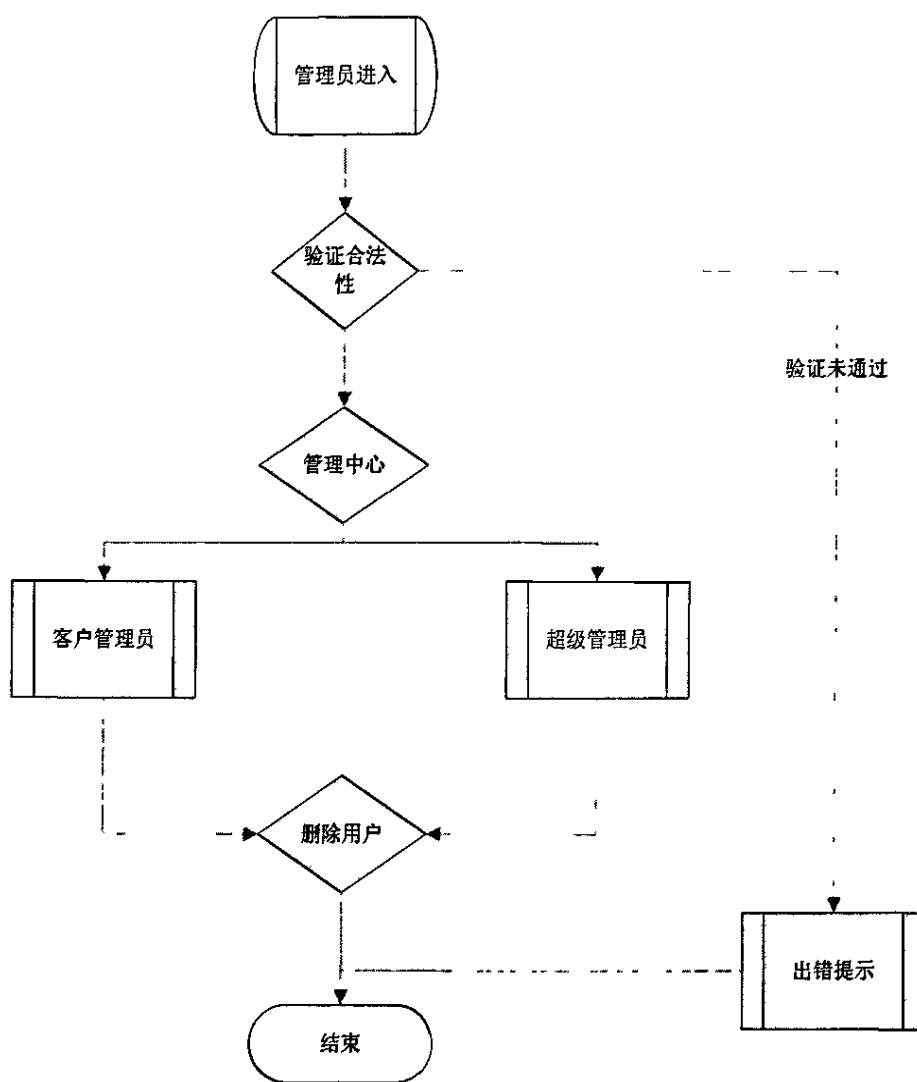 管理员进入
验证合法
性
验证未通过
管理中心
客户管理员
超级管理员
删除用户
出错提示
结束